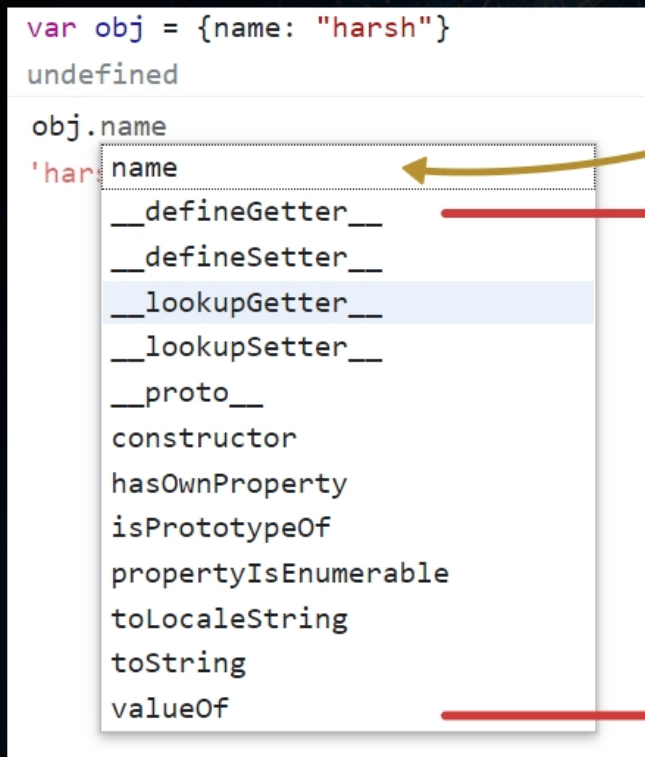 var obj = {name: "harsh"}
undefined
obj.name
'hars
name
__defineGetter__
__defineSetter__
__lookupGetter__
__lookupSetter__
__proto__
constructor
hasOwnProperty
isPrototypeOf
propertyIsEnumerable
toLocaleString
toString
valueOf